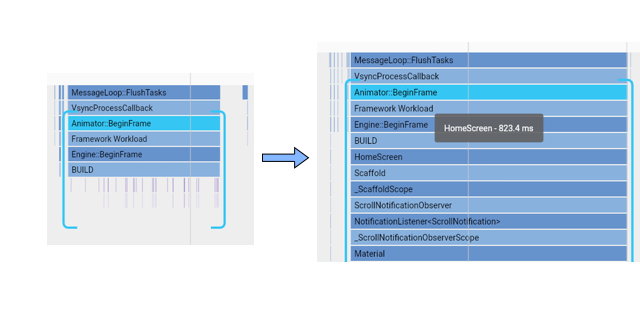 MessageLoop::FlushTasks
VsyncProcessCallback
Animator::BeginFrame
Framework Workload
Engine::BeginFrame
BUILD
MessageLoop::FlushTasks
VsyncProcessCallback
Animator::BeginFrame
Framework Workload
Engine::BeginFrame
HomeScreen - 823.4 ms
BUILD
HomeScreen
Scaffold
_ScaffoldScope
ScrollNotificationObserver
NotificationListener<ScrollNotification>
_ScrollNotificationObserverScope
Material